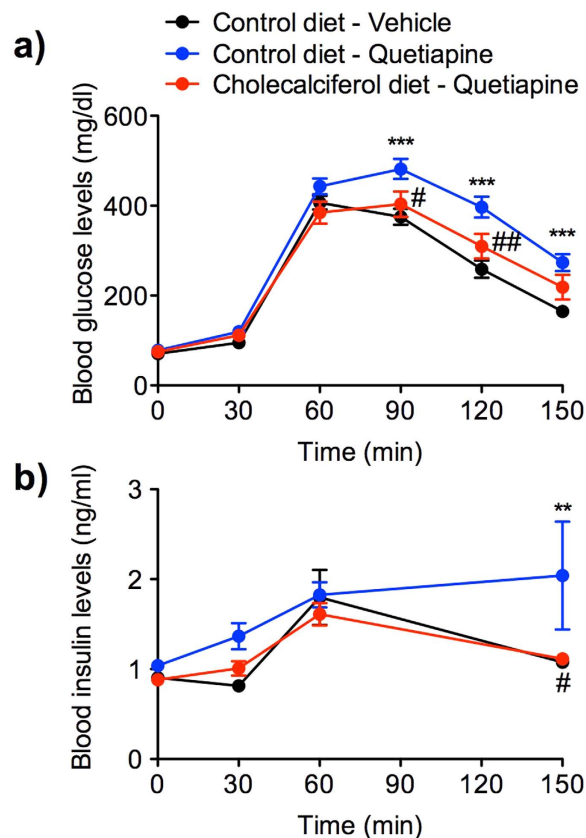 Control diet - Vehicle
Control diet - Quetiapine
Cholecalciferol diet - Quetiapine
a)
Blood glucose levels (mg/dl)
600
400
200
0
***
***
***
#
##
0 30 60 90 120 150
Time (min)
b)
Blood insulin levels (ng/ml)
3
2
1
0
**
#
0 30 60 90 120 150
Time (min)